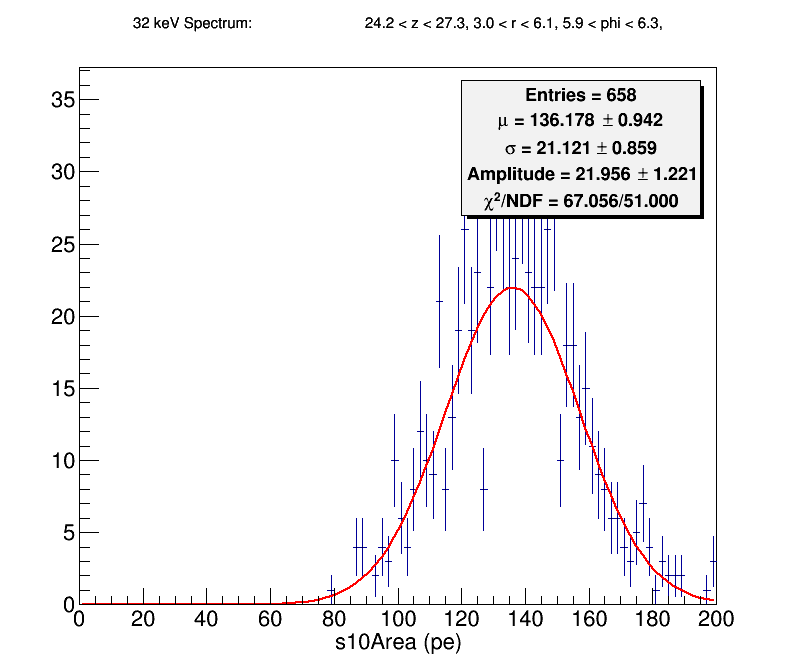 32 keV Spectrum: 24.2 < z < 27.3, 3.0 < r < 6.1, 5.9 < phi < 6.3,
Entries = 658
μ = 136.178 ± 0.942
σ = 21.121 ± 0.859
Amplitude = 21.956 ± 1.221
χ²/NDF = 67.056/51.000
35
30
25
20
15
10
5
0
0 20 40 60 80 100 120 140 160 180 200
s10Area (pe)